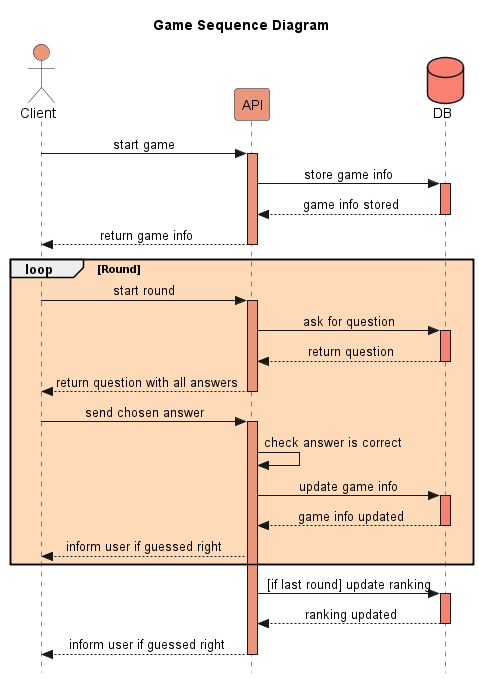 Game Sequence Diagram
Client
API
DB
start game
store game info
game info stored
return game info
loop [Round]
start round
ask for question
return question
return question with all answers
send chosen answer
check answer is correct
update game info
game info updated
inform user if guessed right
[if last round] update ranking
ranking updated
inform user if guessed right